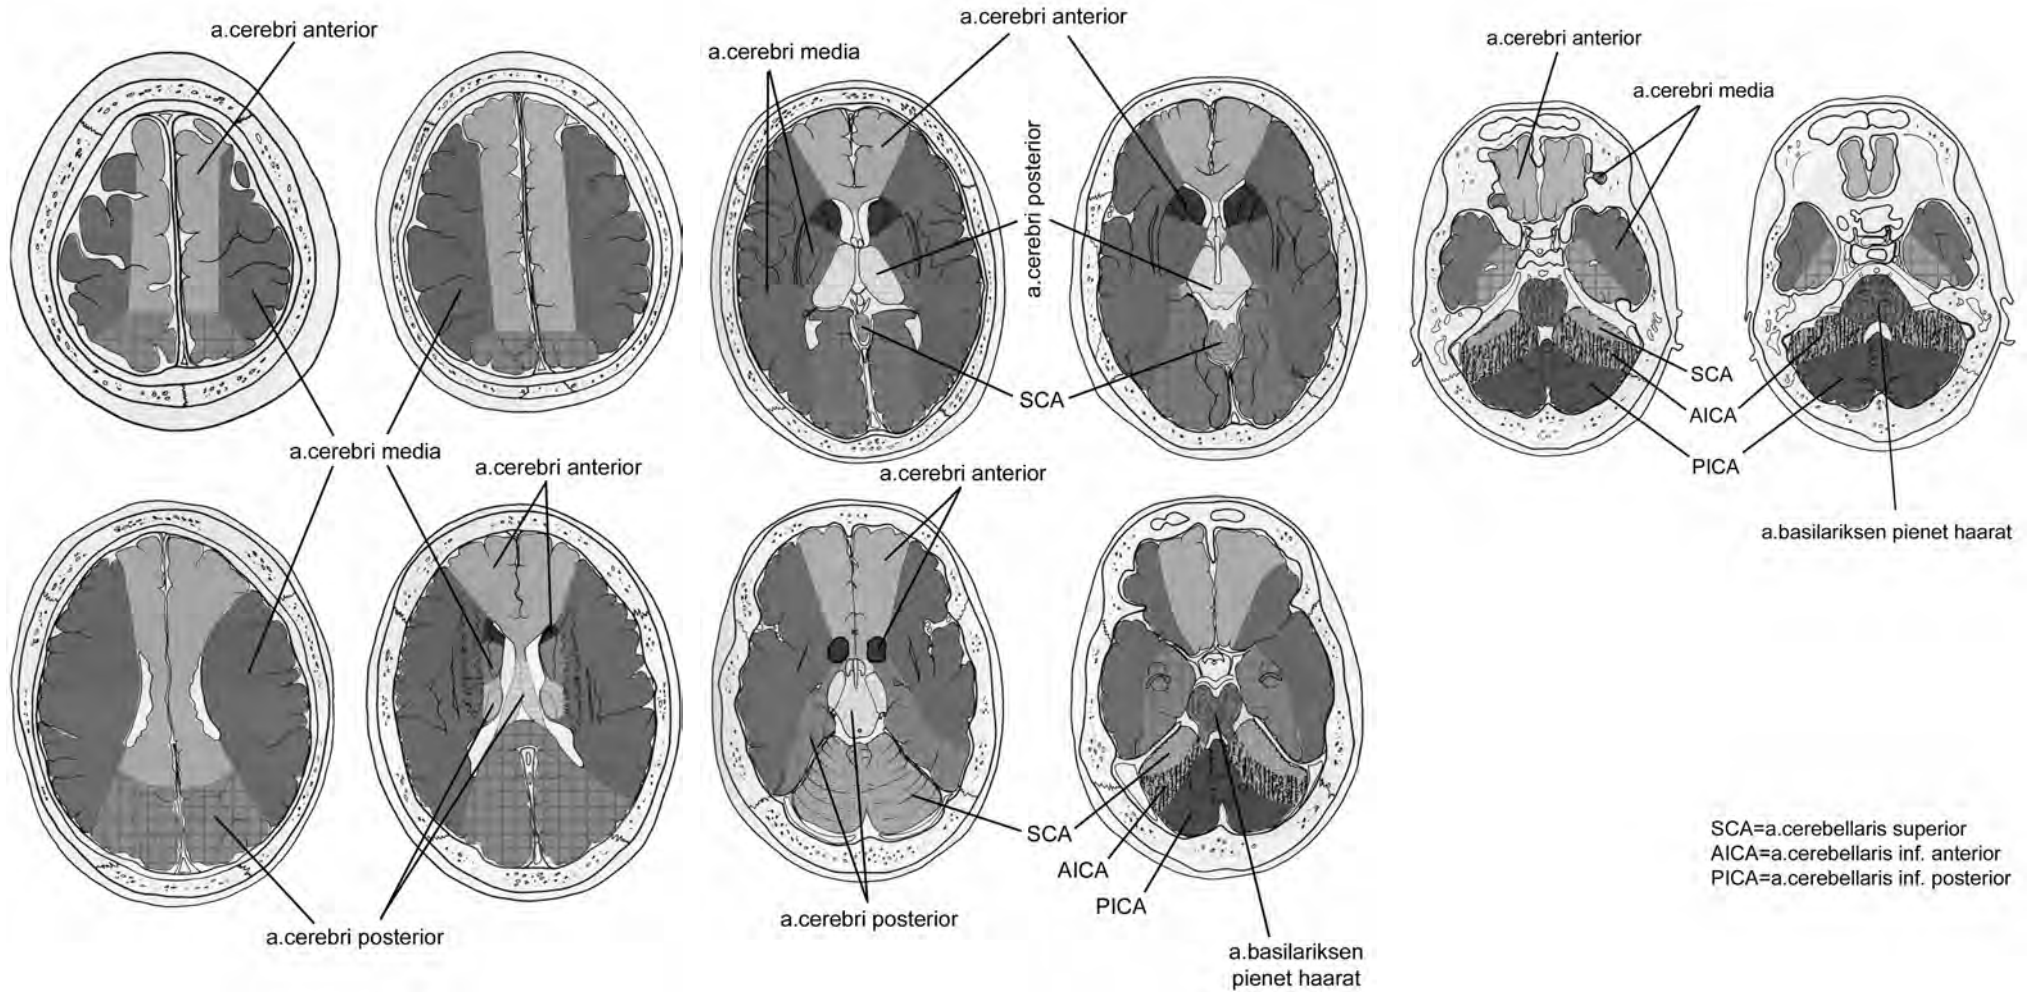 a.cerebri anterior
a.cerebri media
a.cerebri anterior
a.cerebri posterior
a.cerebri anterior
a.cerebri media
a.cerebri posterior
SCA
a.cerebri anterior
SCA
AICA
PICA
a.cerebri posterior
a.basilariksen
pienet haarat
a.cerebri anterior
a.cerebri media
SCA
AICA
PICA
a.basilariksen pienet haarat
SCA=a.cerebellaris superior
AICA=a.cerebellaris inf. anterior
PICA=a.cerebellaris inf. posterior